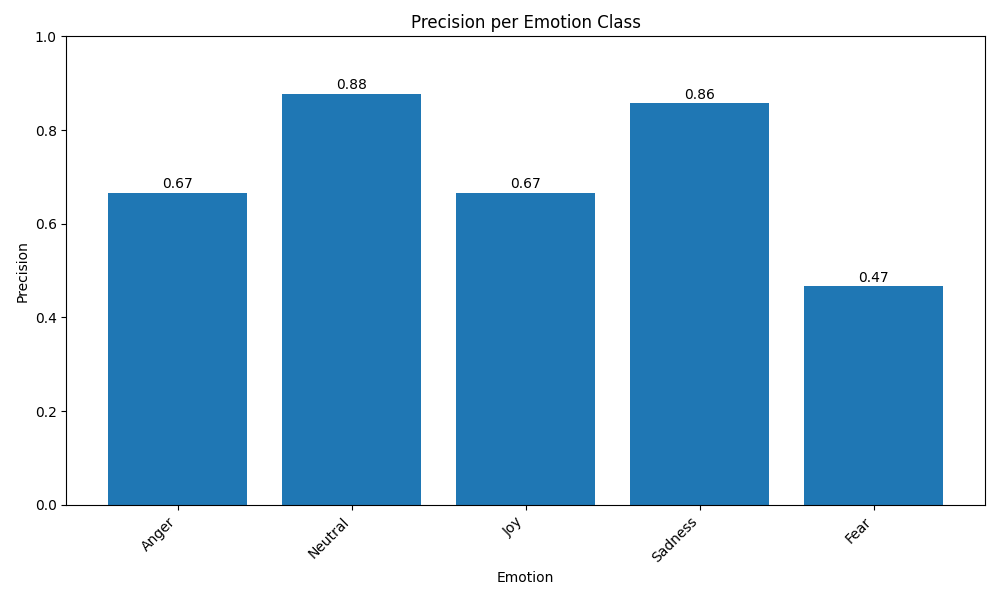 Precision per Emotion Class
1.0
0.8
0.6
0.4
0.2
0.0
Precision
0.67
0.88
0.67
0.86
0.47
Anger
Neutral
Joy
Sadness
Fear
Emotion